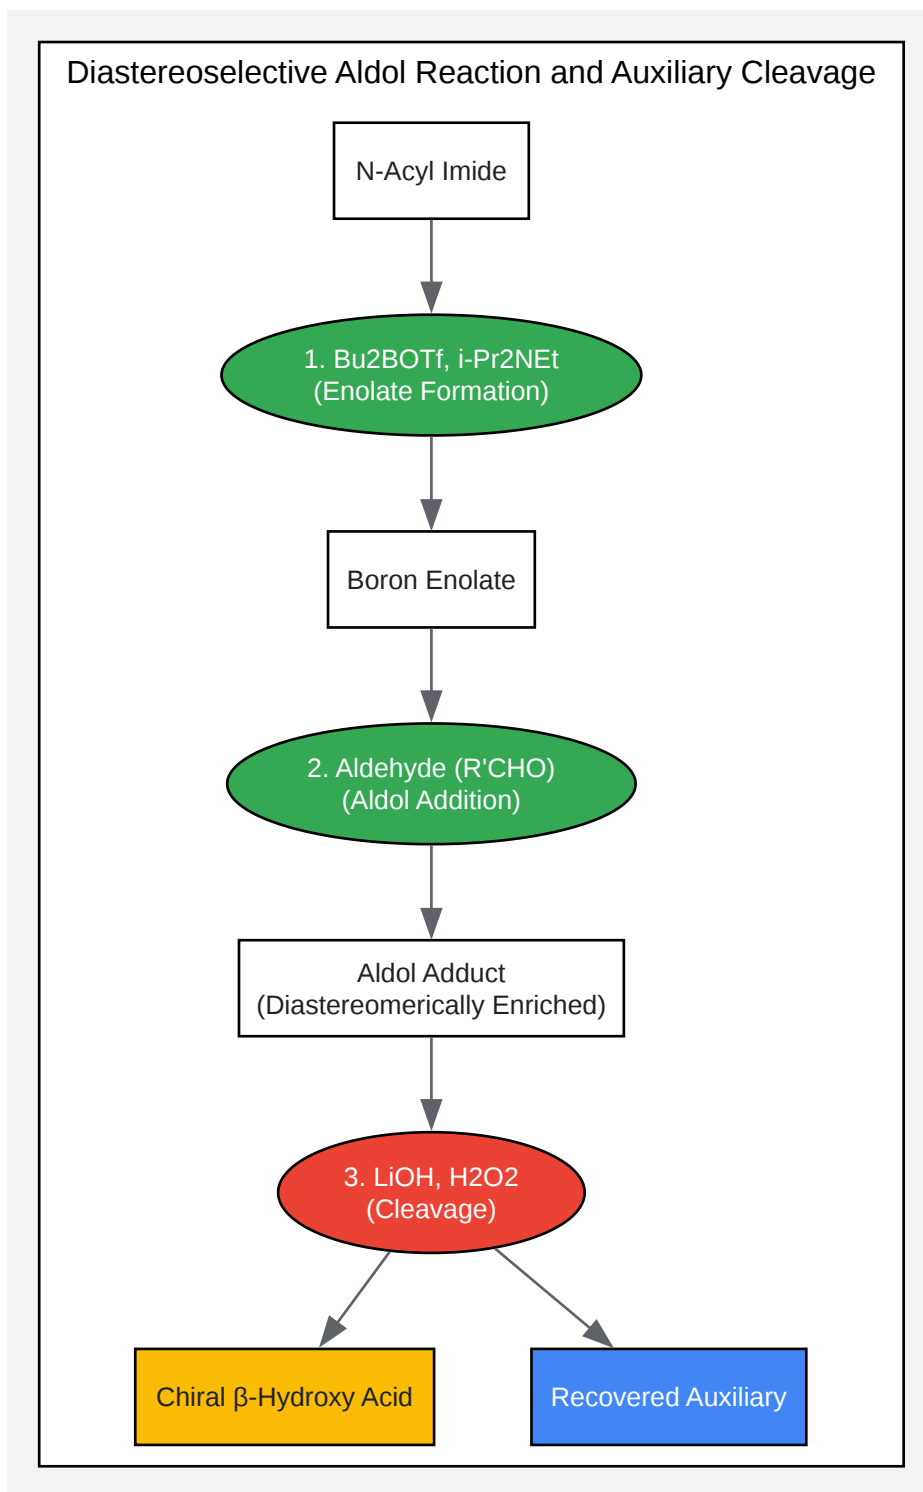 Diastereoselective Aldol Reaction and Auxiliary Cleavage
N-Acyl Imide
1. Bu2BOTf, i-Pr2NEt
(Enolate Formation)
Boron Enolate
2. Aldehyde (R'CHO)
(Aldol Addition)
Aldol Adduct
(Diastereomerically Enriched)
3. LiOH, H2O2
(Cleavage)
Chiral β-Hydroxy Acid
Recovered Auxiliary